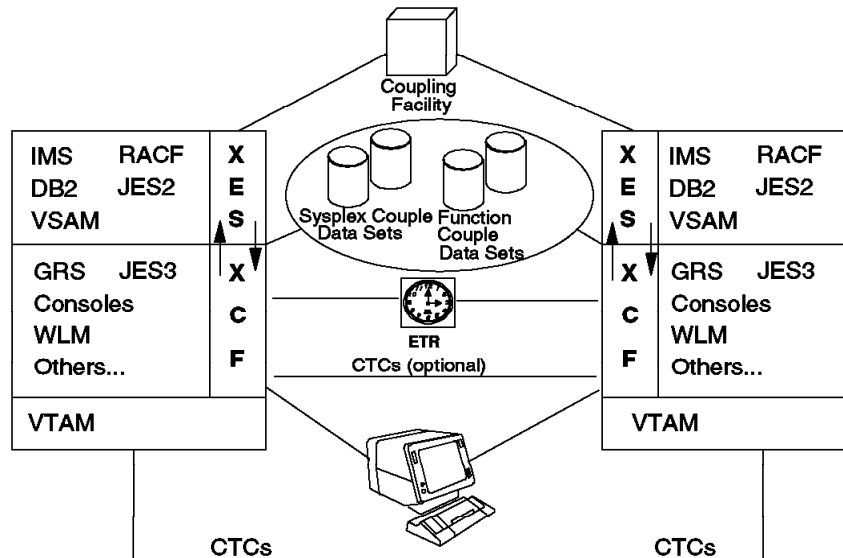 Coupling
Facility
IMS RACF
DB2 JES2
VSAM
X
E
S
GRS JES3
Consoles
WLM
Others...
X
C
F
VTAM
Sysplex Couple
Data Sets
Function
Couple
Data Sets
ETR
CTCs (optional)
X
E
S
IMS RACF
DB2 JES2
VSAM
X
C
F
GRS JES3
Consoles
WLM
Others...
VTAM
CTCs
CTCs